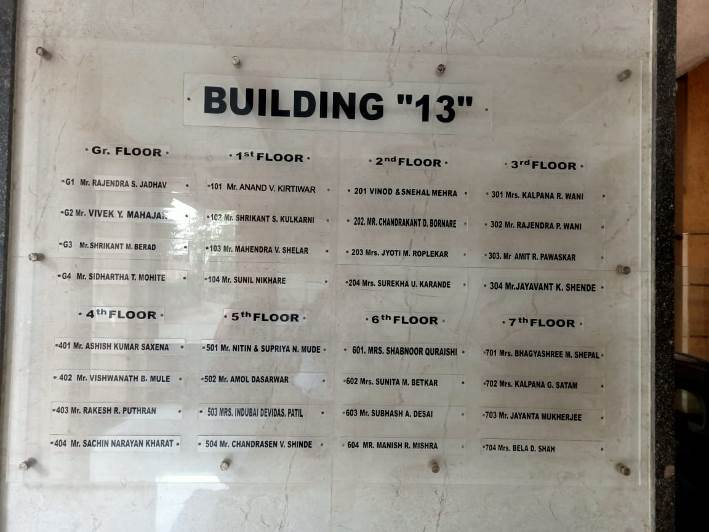 BUILDING "13"
Gr. FLOOR
G1 Mr. RAJENDRA S. JADHAV
G2 Mr. VIVEK Y. MAHAJAN
G3 Mr. SHRIKANT M. BERAD
G4 Mr. SIDHARTHA T. MOHITE
1st FLOOR
101 Mr. ANAND V. KIRTIWAR
102 Mr. SHRIKANT S. KULKARNI
103 Mr. MAHENDRA V. SHELAR
104 Mr. SUNIL NIKHARE
2nd FLOOR
201 VINOD & SNEHAL MEHRA
202. MR. CHANDRAKANT D. BORNARE
203 Mrs. JYOTI M. ROPLEKAR
204 Mrs. SUREKHA U. KARANDE
3rd FLOOR
301 Mrs. KALPANA R. WANI
302 Mr. RAJENDRA P. WANI
303. Mr AMIT R. PAWASKAR
304 Mr. JAYAVANT K. SHENDE
4th FLOOR
401 Mr. ASHISH KUMAR SAXENA
402 Mr. VISHWANATH B. MULE
403 Mr. RAKESH R. PUTHRAN
404 Mr. SACHIN NARAYAN KHARAT
5th FLOOR
501 Mr. NITIN & SUPRIYA N. MUDE
502 Mr. AMOL DASARWAR
503 MRS. INDUBAI DEVIDAS. PATIL
504 Mr. CHANDRASEN V. SHINDE
6th FLOOR
601. MRS. SHABNOOR QURAISHI
602 Mrs. SUNITA M. BETKAR
603 Mr. SUBHASH A. DESAI
604 MR. MANISH R. MISHRA
7th FLOOR
701 Mrs. BHAGYASHREE M. SHEPAL
702 Mrs. KALPANA G. SATAM
703 Mr. JAYANTA MUKHERJEE
704 Mrs. BELA D. SHAH